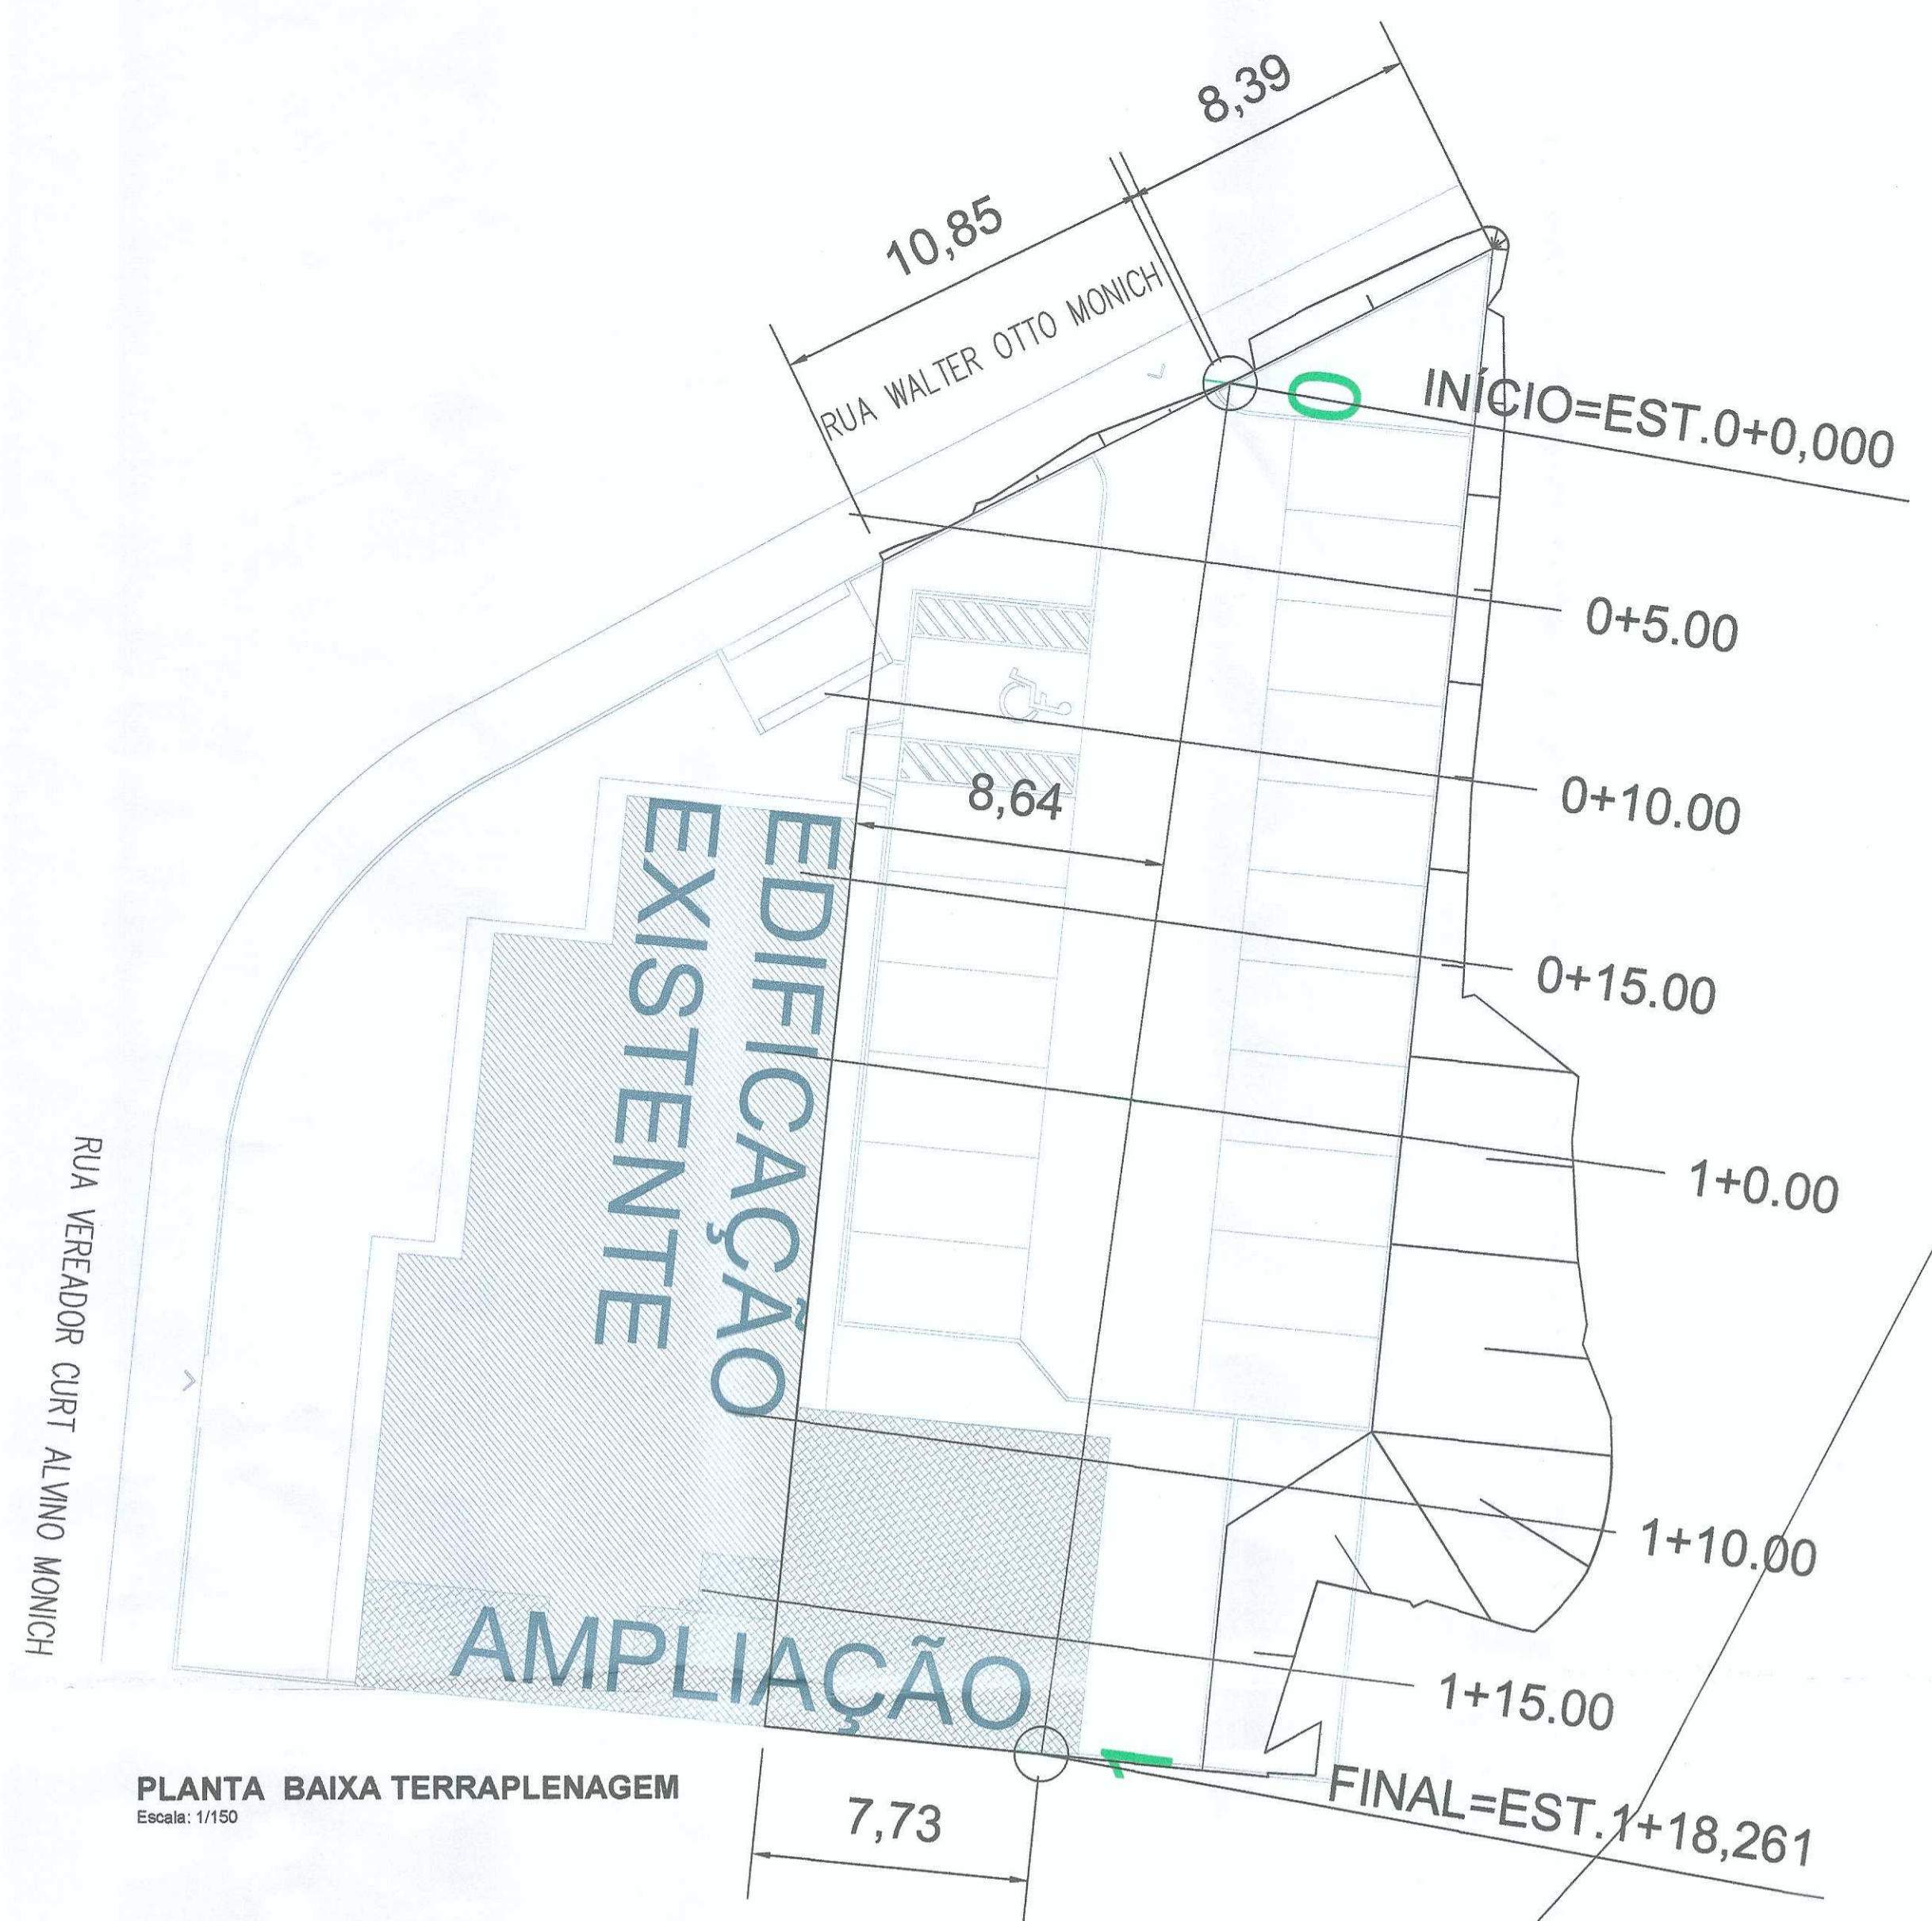 8,39
10,85
RUA WALTER OTTO MONICH
0
INÍCIO=EST.0+0,000
0+5.00
0+10.00
8,64
EDIFICAÇÃO
EXISTENTE
0+15.00
1+0.00
RUA VEREADOR CURT ALVINO MONICH
1+10.00
AMPLIAÇÃO
1+15.00
1
FINAL=EST.1+18,261
PLANTA BAIXA TERRAPLENAGEM
Escala: 1/150
7,73